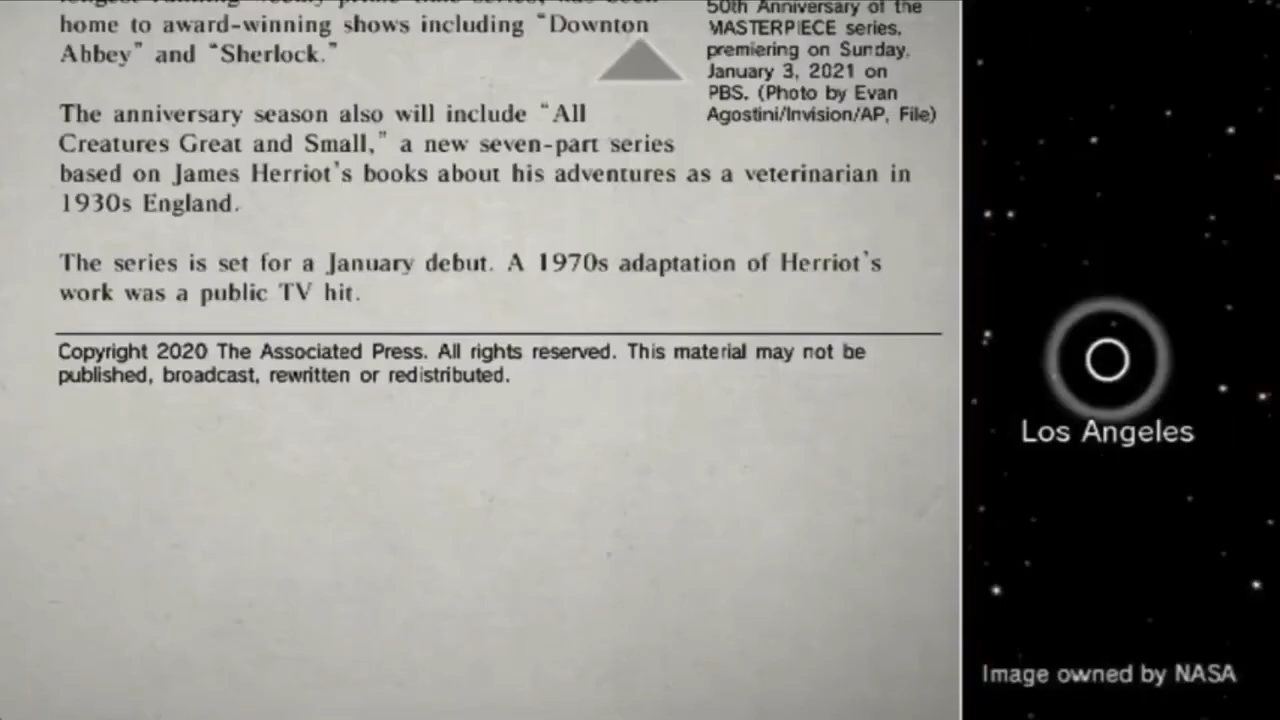 home to award-winning shows including “Downton
Abbey” and “Sherlock.”
The anniversary season also will include “All
Creatures Great and Small,” a new seven-part series
based on James Herriot’s books about his adventures as a veterinarian in
1930s England.
The series is set for a January debut. A 1970s adaptation of Herriot’s
work was a public TV hit.
50th Anniversary of the
MASTERPIECE series,
premiering on Sunday,
January 3, 2021 on
PBS. (Photo by Evan
Agostini/Invision/AP, File)
Copyright 2020 The Associated Press. All rights reserved. This material may not be
published, broadcast, rewritten or redistributed.
Los Angeles
Image owned by NASA